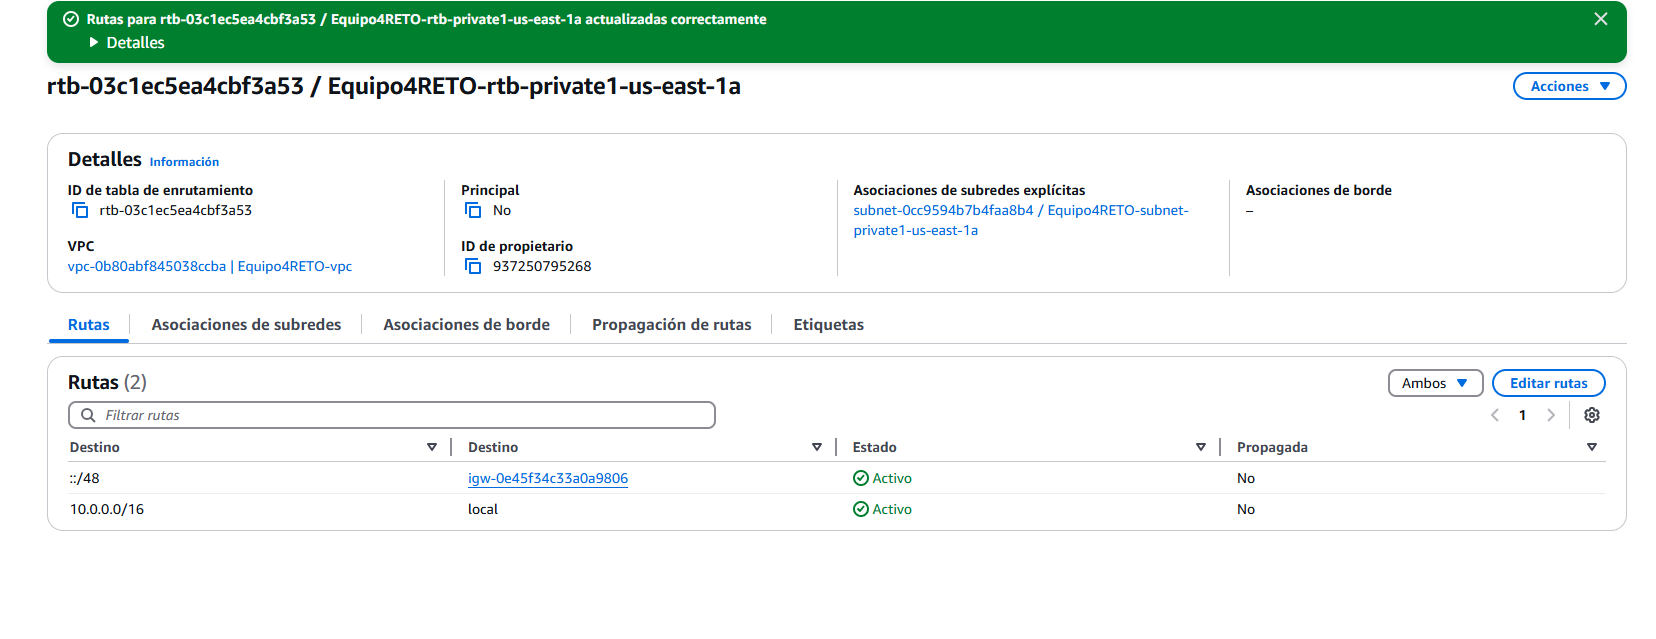 Rutas para rtb-03c1ec5ea4cbf3a53 / Equipo4RETO-rtb-private1-us-east-1a actualizadas correctamente
Detalles
rtb-03c1ec5ea4cbf3a53 / Equipo4RETO-rtb-private1-us-east-1a
Acciones
Detalles Información
ID de tabla de enrutamiento
rtb-03c1ec5ea4cbf3a53
Principal
No
Asociaciones de subredes explícitas
subnet-0cc9594b7b4faa8b4 / Equipo4RETO-subnet-
private1-us-east-1a
Asociaciones de borde
–
VPC
vpc-0b80abf845038ccba | Equipo4RETO-vpc
ID de propietario
937250795268
Rutas Asociaciones de subredes Asociaciones de borde Propagación de rutas Etiquetas
Rutas (2)
Ambos Editar rutas
Filtrar rutas
1
Destino Destino Estado Propagada
::/48 igw-0e45f34c33a0a9806 Activo No
10.0.0.0/16 local Activo No